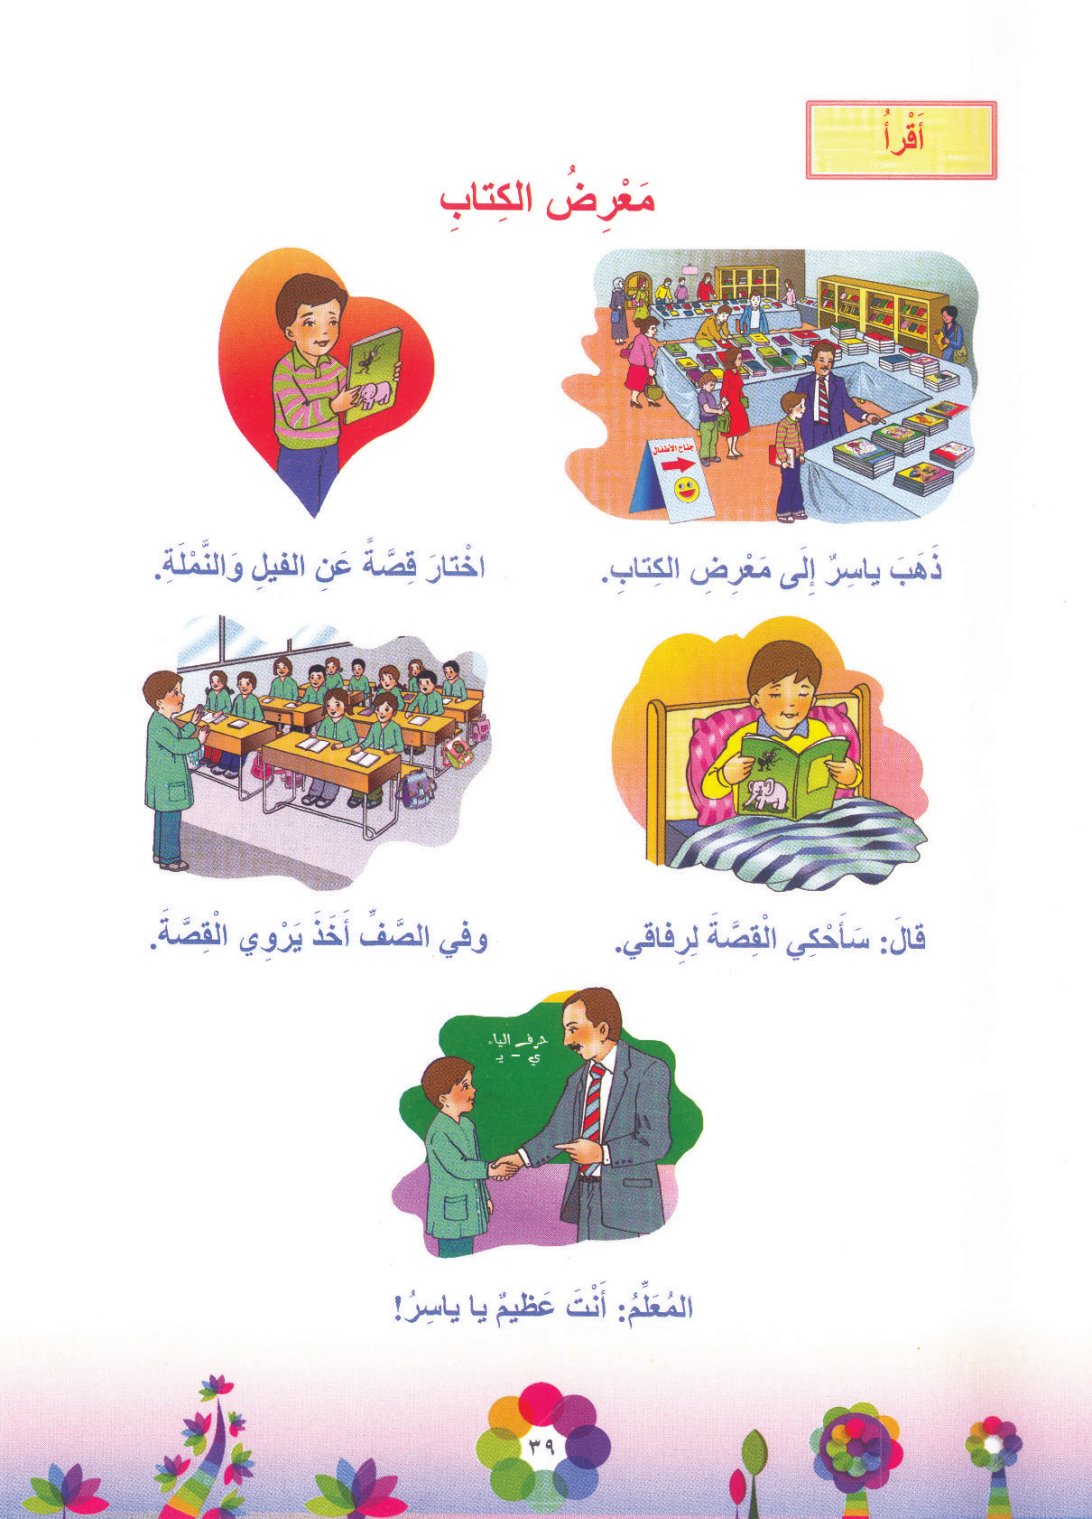 أَقْرأُ
مَعْرِضُ الكِتابِ
جناح الأطفال
ذَهَبَ ياسِرٌ إِلَى مَعْرِضِ الكِتابِ.
اخْتارَ قِصَّةً عَنِ الفيلِ وَالنَّمْلَةِ.
قالَ: سَأَحْكِي الْقِصَّةَ لِرِفاقي.
وفي الصَّفِّ أَخَذَ يَرْوِي الْقِصَّةَ.
حرف الياء
ي - يـ
المُعَلِّمُ: أَنْتَ عَظيمٌ يا ياسِرُ!
٣٩